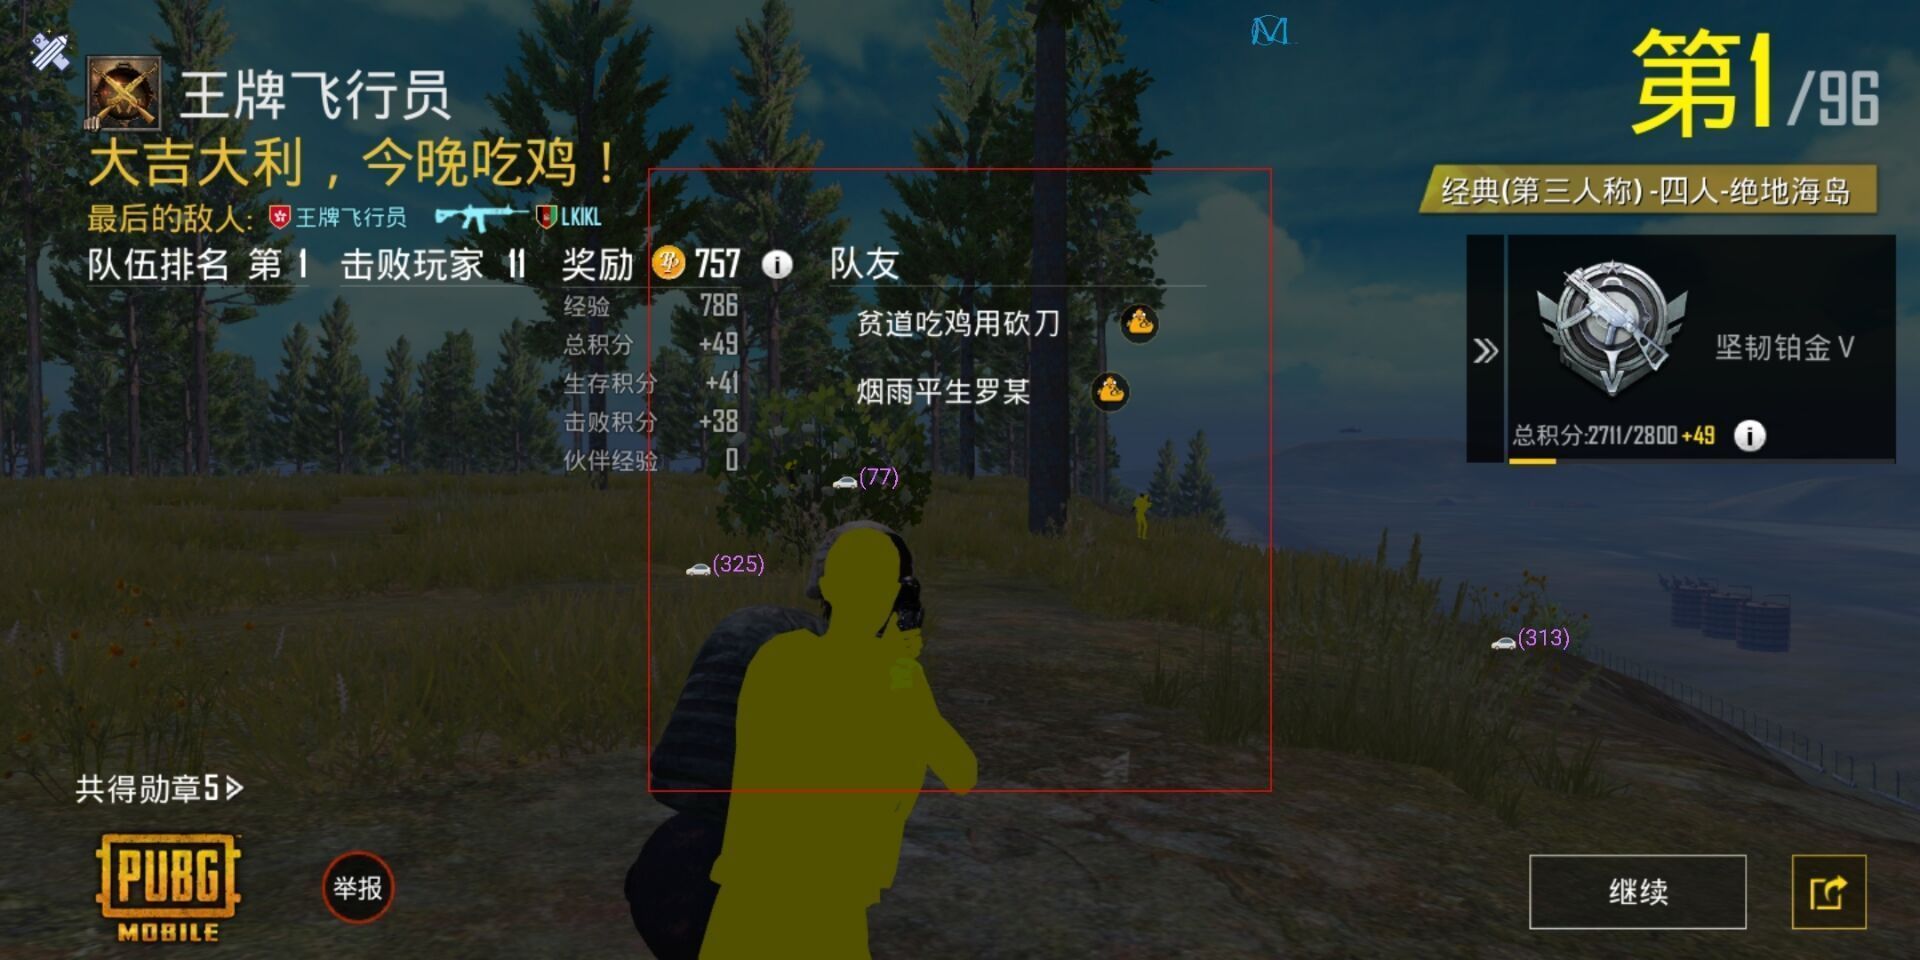 王牌飞行员
大吉大利，今晚吃鸡！
最后的敌人: 王牌飞行员 LKIKL
队伍排名 第 1 击败玩家 11 奖励 757 队友
经验 786
总积分 +49
生存积分 +41
击败积分 +38
伙伴经验 0
贫道吃鸡用砍刀
烟雨平生罗某
第1/96
经典(第三人称)-四人-绝地海岛
坚韧铂金 V
总积分:2711/2800 +49
(77)
(325)
(313)
共得勋章5
PUBG
MOBILE
举报
继续